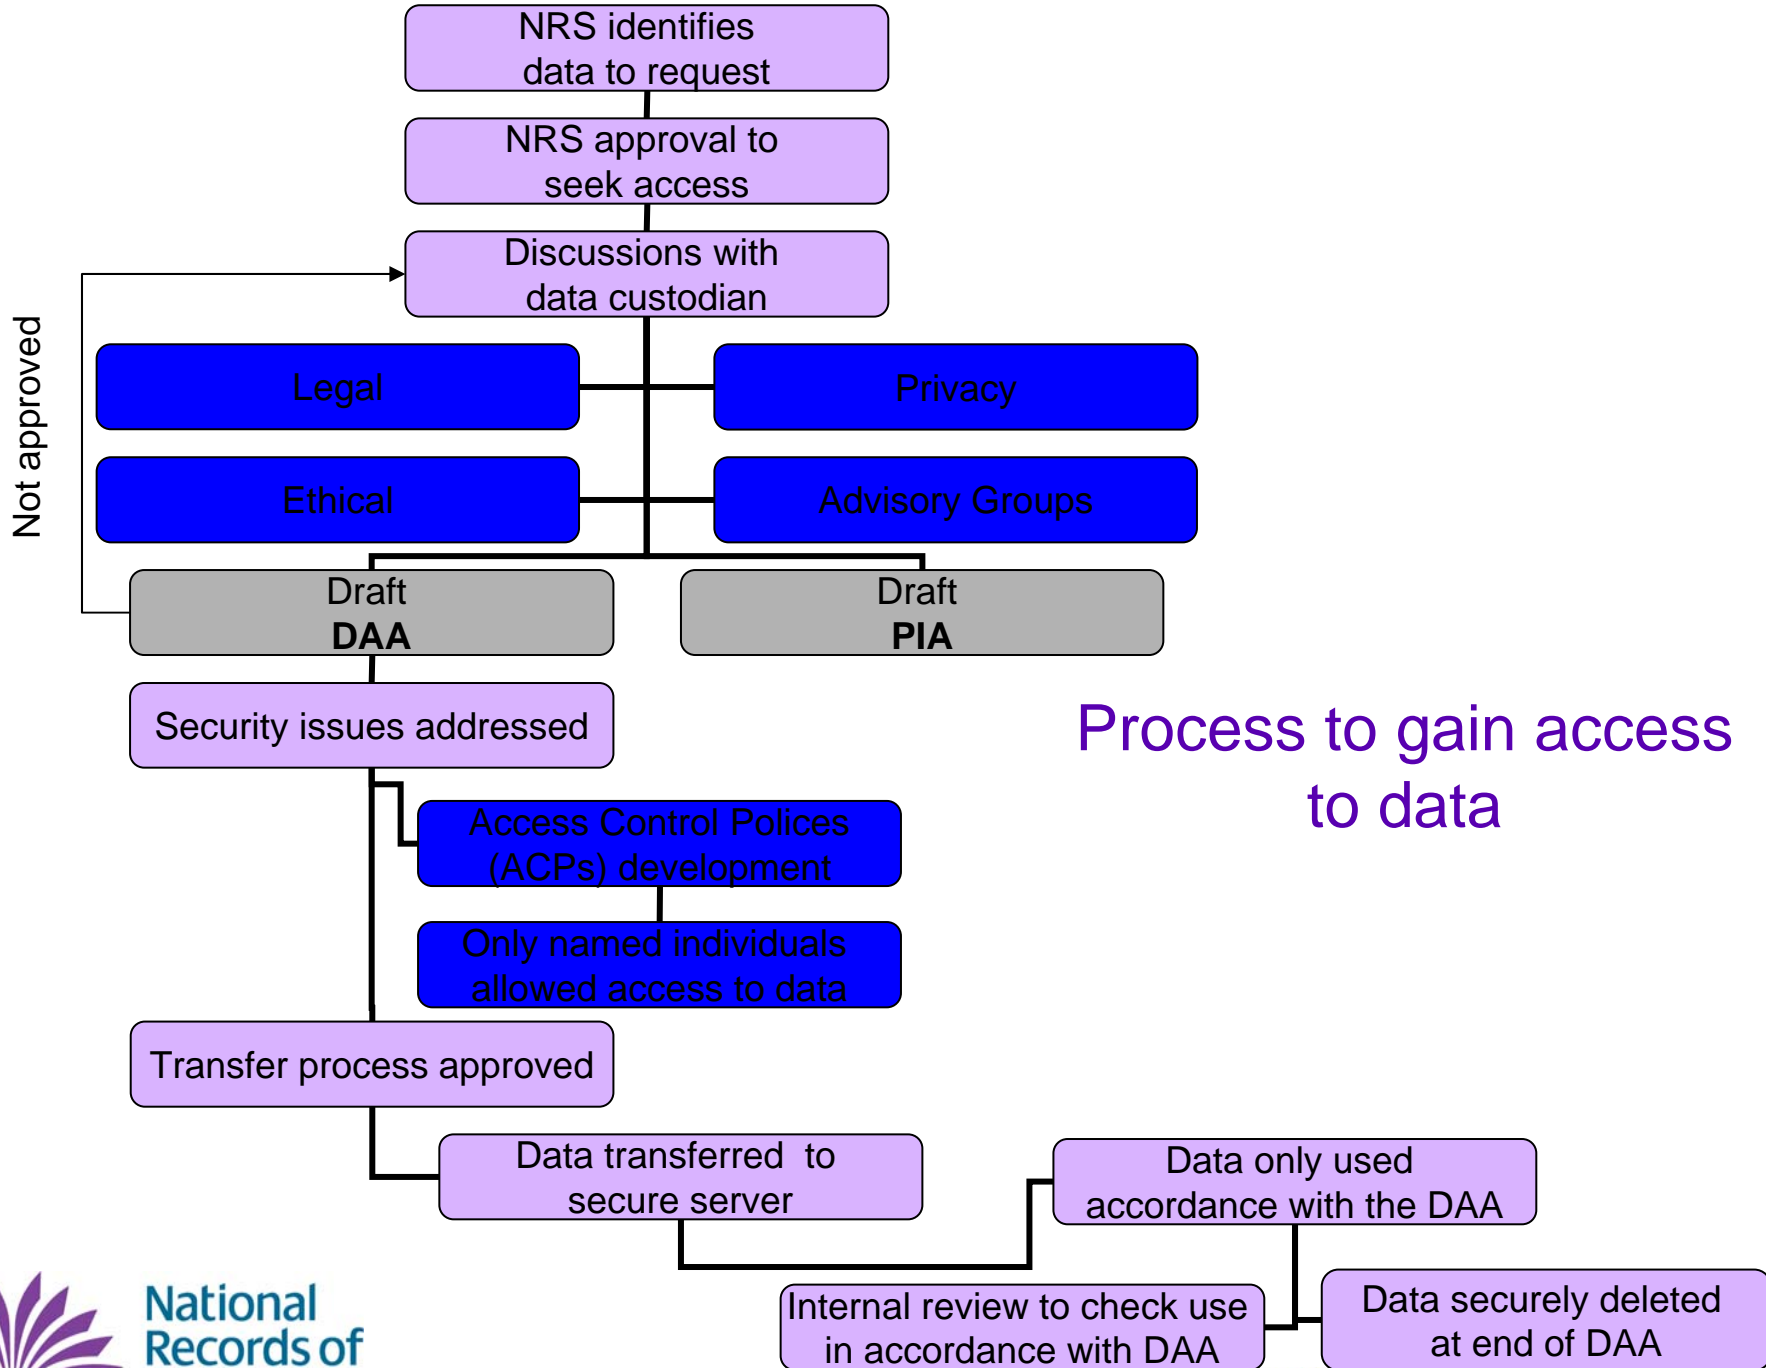 NRS identifies
data to request
NRS approval to
seek access
Discussions with
data custodian
Not approved
Legal
Privacy
Ethical
Advisory Groups
Draft
DAA
Draft
PIA
Security issues addressed
Process to gain access
to data
Access Control Polices
(ACPs) development
Only named individuals
allowed access to data
Transfer process approved
Data transferred to
secure server
Data only used
accordance with the DAA
Internal review to check use
in accordance with DAA
Data securely deleted
at end of DAA
National
Records of